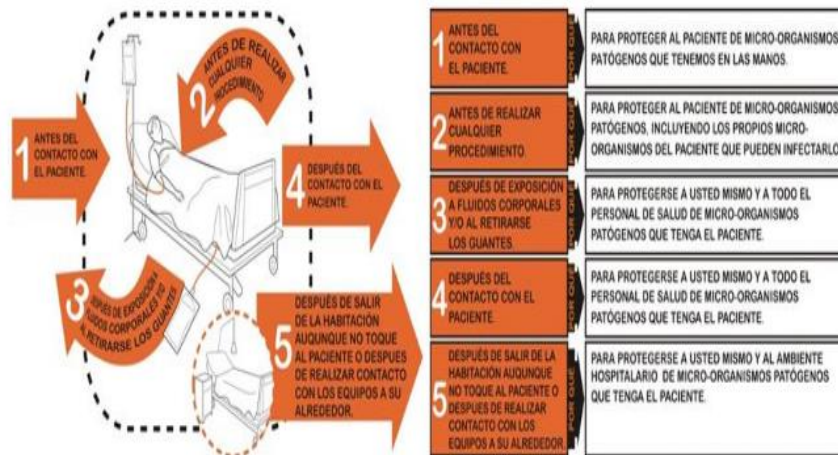 1 ANTES DEL
CONTACTO CON
EL PACIENTE.
2 ANTES DE REALIZAR
CUALQUIER
PROCEDIMIENTO
3 DESPUÉS DE EXPOSICIÓN A
FLUIDOS CORPORALES Y/O
AL RETIRARSE LOS GUANTES
4 DESPUÉS DEL
CONTACTO CON EL
PACIENTE.
5 DESPUÉS DE SALIR
DE LA HABITACIÓN
AUQUNQUE NO TOQUE
AL PACIENTE O DESPUES
DE REALIZAR CONTACTO
CON LOS EQUIPOS A SU
ALREDEDOR.
1 ANTES DEL
CONTACTO CON
EL PACIENTE.
POR QUÉ
PARA PROTEGER AL PACIENTE DE MICRO-ORGANISMOS
PATÓGENOS QUE TENEMOS EN LAS MANOS.
2 ANTES DE REALIZAR
CUALQUIER
PROCEDIMIENTO.
POR QUÉ
PARA PROTEGER AL PACIENTE DE MICRO-ORGANISMOS
PATÓGENOS, INCLUYENDO LOS PROPIOS MICRO-
ORGANISMOS DEL PACIENTE QUE PUEDEN INFECTARLO
3 DESPUÉS DE EXPOSICIÓN
A FLUIDOS CORPORALES
Y/O AL RETIRARSE
LOS GUANTES.
POR QUÉ
PARA PROTEGERSE A USTED MISMO Y A TODO EL
PERSONAL DE SALUD DE MICRO-ORGANISMOS
PATÓGENOS QUE TENGA EL PACIENTE.
4 DESPUÉS DEL
CONTACTO CON EL
PACIENTE.
POR QUÉ
PARA PROTEGERSE A USTED MISMO Y A TODO EL
PERSONAL DE SALUD DE MICRO-ORGANISMOS
PATÓGENOS QUE TENGA EL PACIENTE.
5 DESPUÉS DE SALIR DE LA
HABITACIÓN AUQUNQUE
NO TOQUE AL PACIENTE O
DESPUES DE REALIZAR
CONTACTO CON LOS
EQUIPOS A SU ALREDEDOR.
POR QUÉ
PARA PROTEGERSE A USTED MISMO Y AL AMBIENTE
HOSPITALARIO DE MICRO-ORGANISMOS PATÓGENOS
QUE TENGA EL PACIENTE.